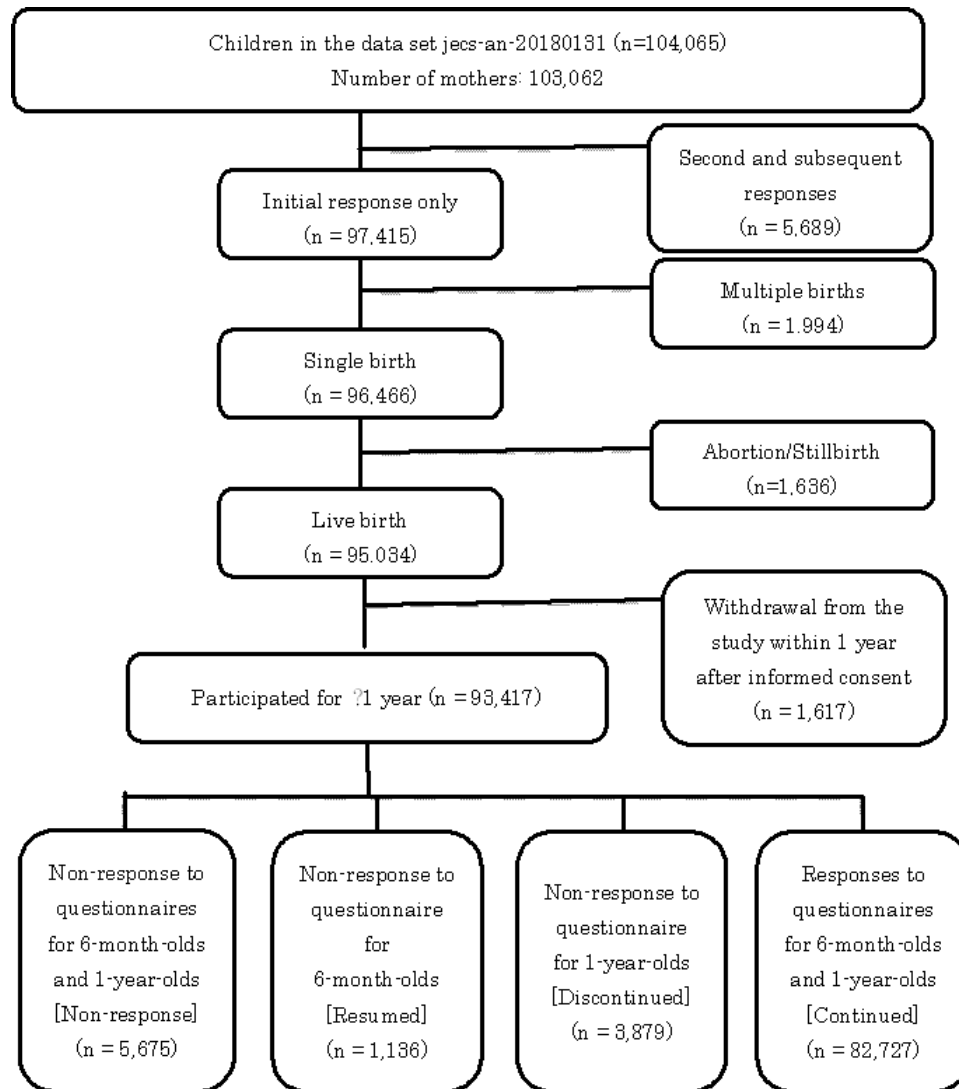 Children in the data set jecs-an-20180131 (n=104,065)
Number of mothers: 103,062
Second and subsequent
responses
(n = 5,689)
Initial response only
(n = 97,415)
Multiple births
(n = 1.994)
Single birth
(n = 96,466)
Abortion/Stillbirth
(n=1,636)
Live birth
(n = 95.034)
Withdrawal from the
study within 1 year
after informed consent
(n = 1,617)
Participated for ?1 year (n = 93,417)
Non-response to
questionnaires
for 6-month-olds
and 1-year-olds
[Non-response]
(n = 5,675)
Non-response to
questionnaire
for
6-month-olds
[Resumed]
(n = 1,136)
Non-response to
questionnaire
for 1-year-olds
[Discontinued]
(n = 3,879)
Responses to
questionnaires
for 6-month-olds
and 1-year-olds
[Continued]
(n = 82,727)